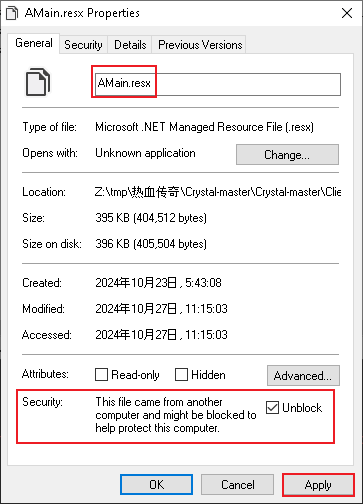 AMain.resx Properties
General Security Details Previous Versions
AMain.resx
Type of file: Microsoft .NET Managed Resource File (.resx)
Opens with: Unknown application Change...
Location: Z:\tmp\热血传奇\Crystal-master\Crystal-master\Clie
Size: 395 KB (404,512 bytes)
Size on disk: 396 KB (405,504 bytes)
Created: 2024年10月23日, 5:43:08
Modified: 2024年10月27日, 11:15:03
Accessed: 2024年10月27日, 11:15:03
Attributes: Read-only Hidden Advanced...
Security: This file came from another
computer and might be blocked to
help protect this computer.
Unblock
OK Cancel Apply